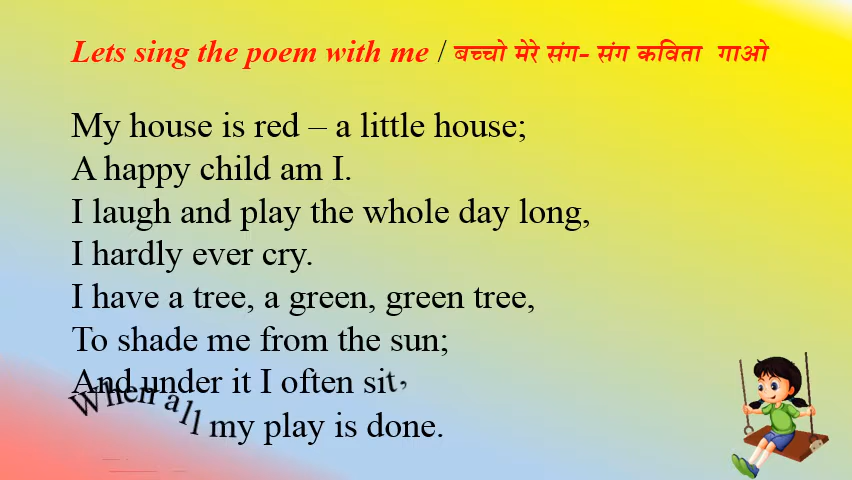 Lets sing the poem with me / बच्चो मेरे संग- संग कविता गाओ
My house is red – a little house;
A happy child am I.
I laugh and play the whole day long,
I hardly ever cry.
I have a tree, a green, green tree,
To shade me from the sun;
And under it I often sit,
When all my play is done.